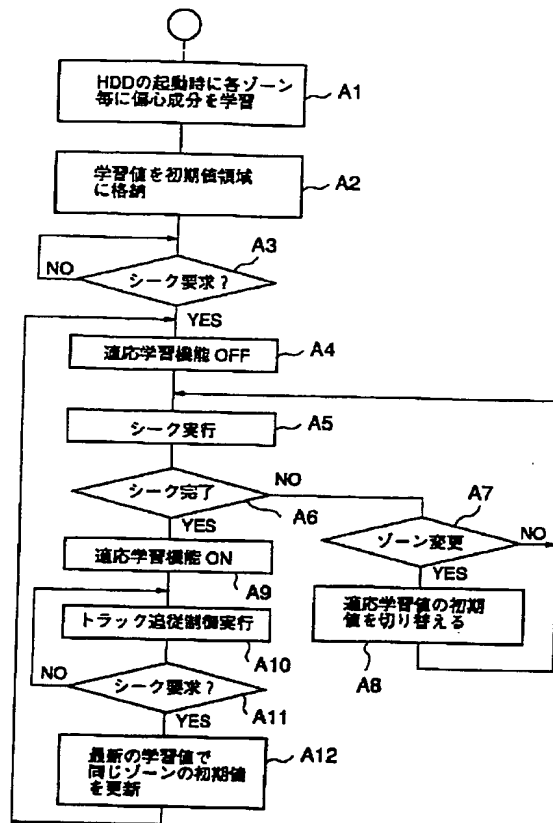 HDDの起動時に各ゾーン
毎に偏心成分を学習
A1
学習値を初期値領域
に格納
A2
A3
NO
シーク要求?
YES
適応学習機能 OFF
A4
シーク実行
A5
シーク完了
NO
A6
YES
A7
ゾーン変更
NO
YES
適応学習機能 ON
A9
適応学習値の初期
値を切り替える
A8
トラック追従制御実行
A10
NO
シーク要求?
A11
YES
最新の学習値で
同じゾーンの初期値
を更新
A12